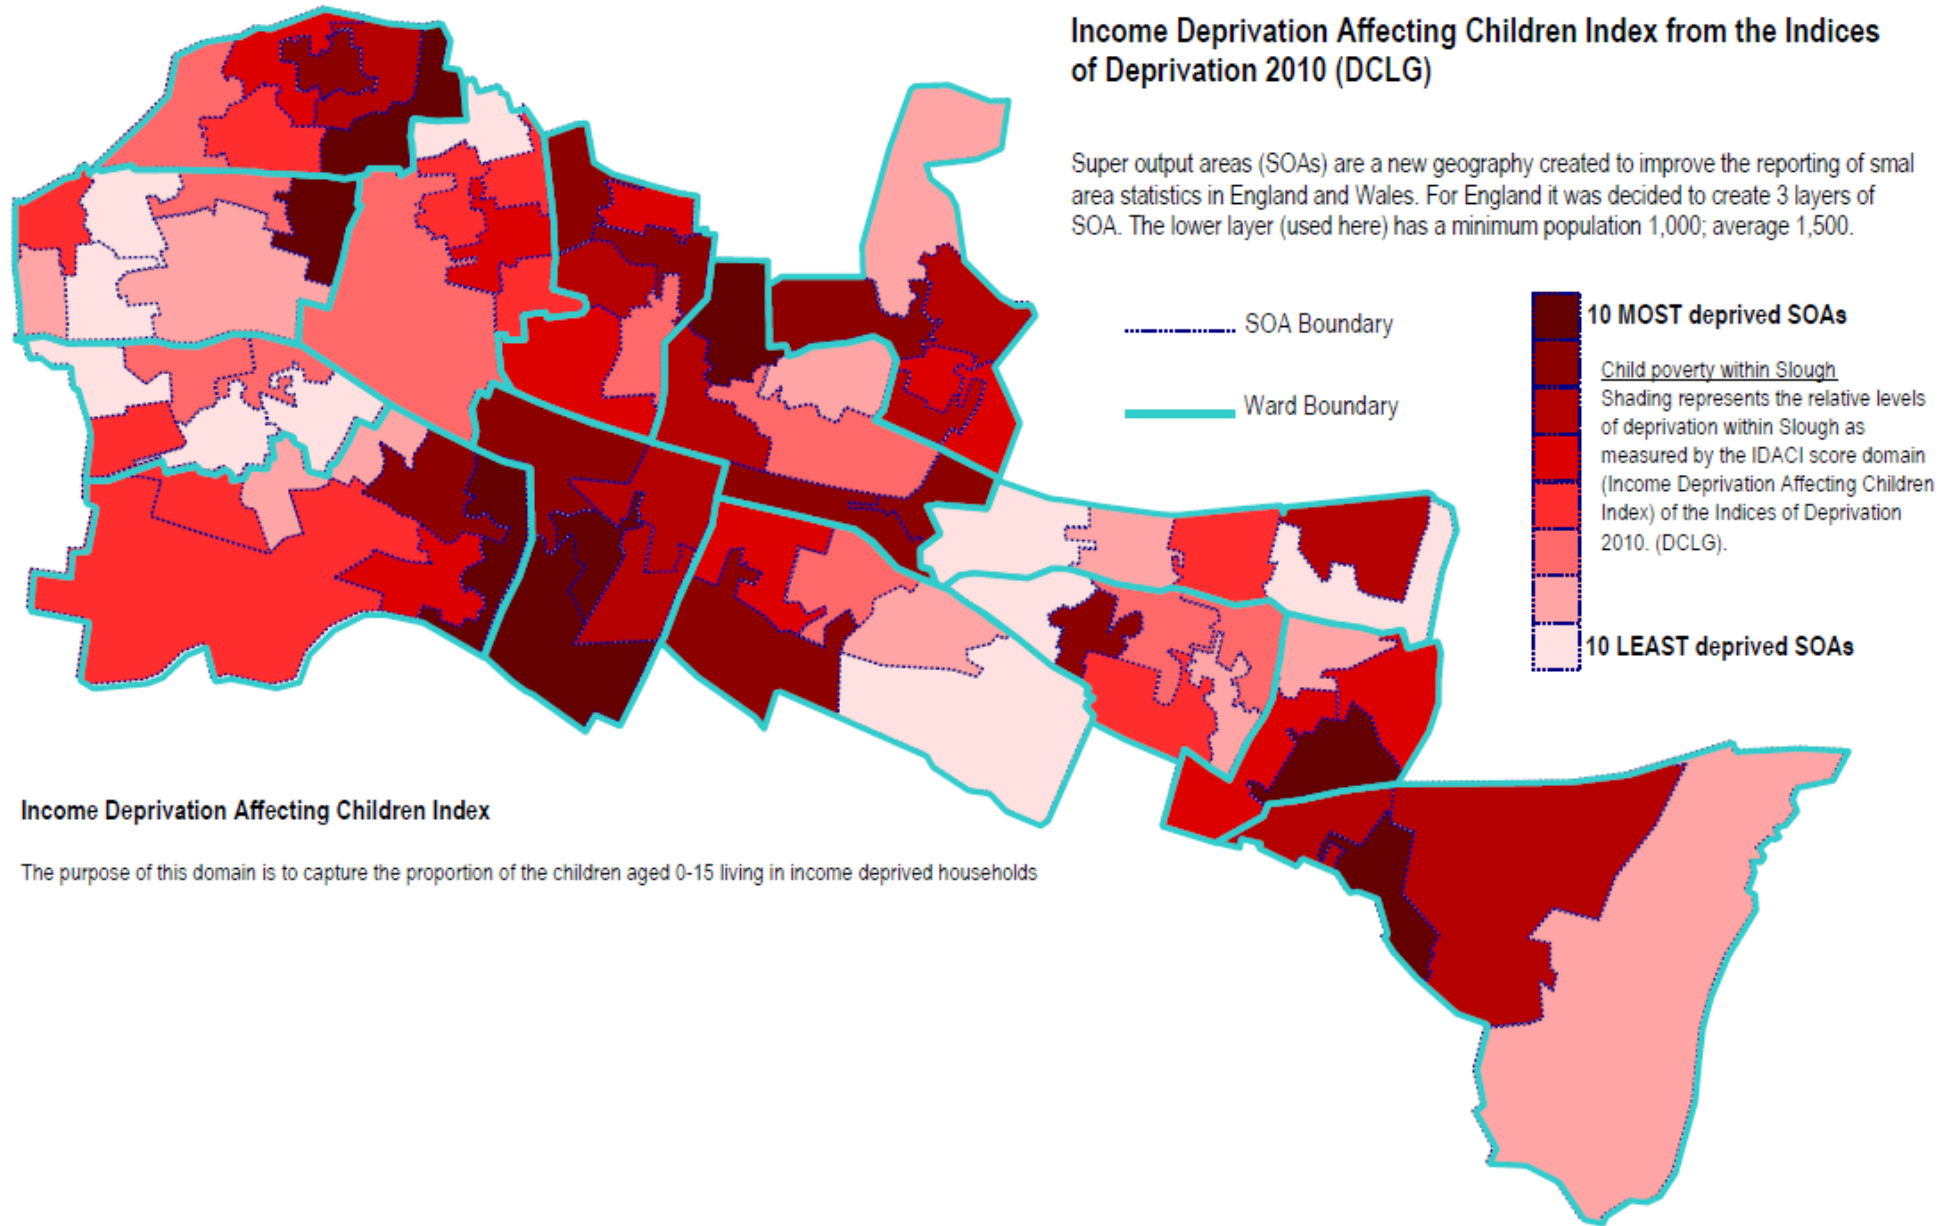 Income Deprivation Affecting Children Index from the Indices
of Deprivation 2010 (DCLG)
Super output areas (SOAs) are a new geography created to improve the reporting of smal
area statistics in England and Wales. For England it was decided to create 3 layers of
SOA. The lower layer (used here) has a minimum population 1,000; average 1,500.
SOA Boundary
Ward Boundary
10 MOST deprived SOAs
Child poverty within Slough
Shading represents the relative levels
of deprivation within Slough as
measured by the IDACI score domain
(Income Deprivation Affecting Children
Index) of the Indices of Deprivation
2010. (DCLG).
10 LEAST deprived SOAs
Income Deprivation Affecting Children Index
The purpose of this domain is to capture the proportion of the children aged 0-15 living in income deprived households